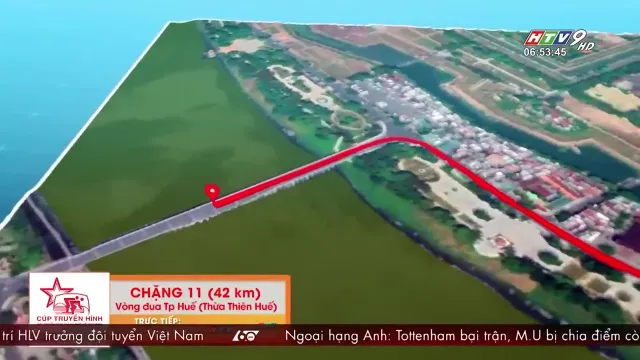 HTV9 HD
06:53:45
CHẶNG 11 (42 km)
Vòng đua Tp Huế (Thừa Thiên Huế)
TRỰC TIẾP:
CÚP TRUYỀN HÌNH
trí HLV trưởng đội tuyển Việt Nam
60
Ngoại hạng Anh: Tottenham bại trận, M.U bị chia điểm cò